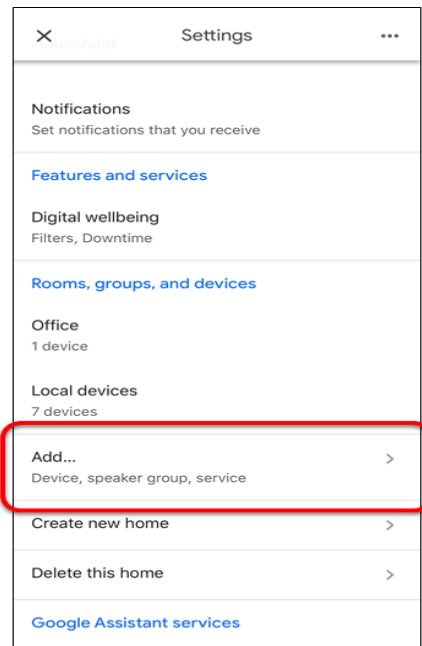 Settings
Household
Notifications
Set notifications that you receive
Features and services
Digital wellbeing
Filters, Downtime
Rooms, groups, and devices
Office
1 device
Local devices
7 devices
Add...
Device, speaker group, service
Create new home
Delete this home
Google Assistant services